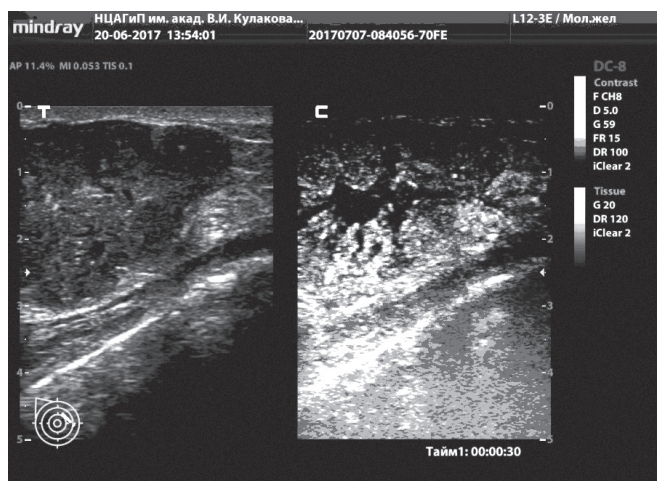 mindray
НЦАГиП им. акад. В.И. Кулакова...
20-06-2017 13:54:01
20170707-084056-70FE
L12-3E / Мол.жел
AP 11.4% MI 0.053 TIS 0.1
DC-8
Contrast
F CH8
D 5.0
G 59
FR 15
DR 100
iClear 2
Tissue
G 20
DR 120
iClear 2
T
C
0
1
2
3
4
5
0
1
2
3
4
5
Тайм1: 00:00:30